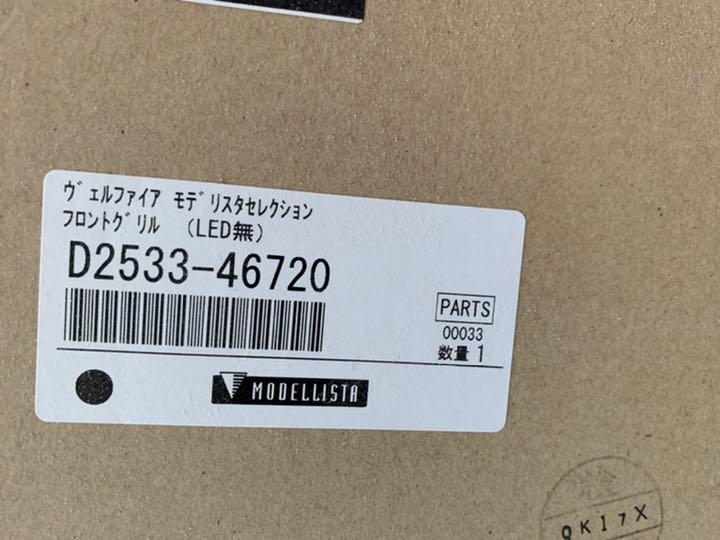 ヴェルファイア モデリスタセレクション
フロントグリル (LED無)
D2533-46720
PARTS
00033
数量 1
MODELLISTA
QK17X